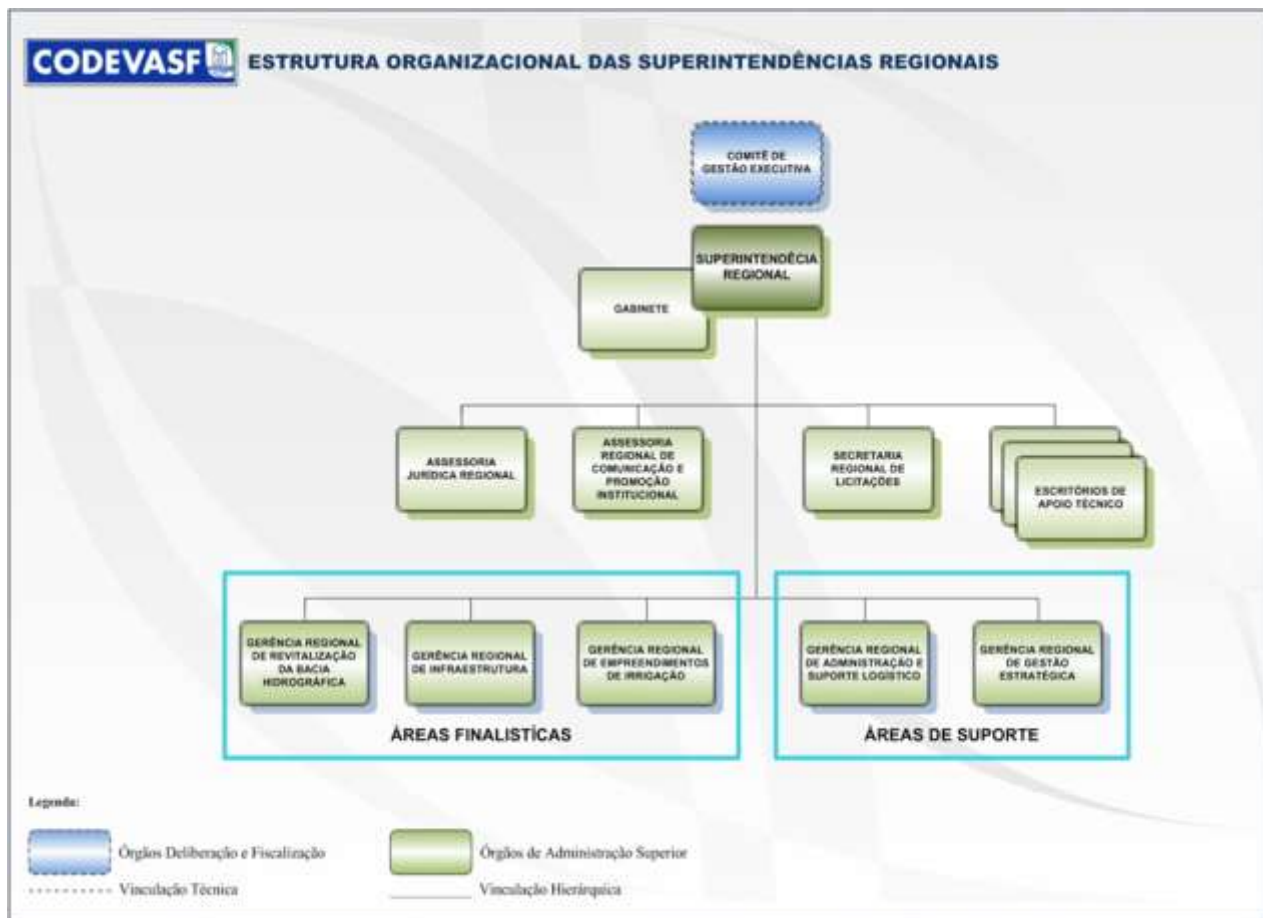 CODEVASF
ESTRUTURA ORGANIZACIONAL DAS SUPERINTENDÊNCIAS REGIONAIS
COMITÊ DE
GESTÃO EXECUTIVA
SUPERINTENDÊCIA
REGIONAL
GABINETE
ASSESSORIA
JURÍDICA REGIONAL
ASSESSORIA
REGIONAL DE
COMUNICAÇÃO E
PROMOÇÃO
INSTITUCIONAL
SECRETARIA
REGIONAL DE
LICITAÇÕES
ESCRITÓRIOS DE
APOIO TÉCNICO
GERÊNCIA REGIONAL
DE REVITALIZAÇÃO
DA BACIA
HIDROGRÁFICA
GERÊNCIA REGIONAL
DE INFRAESTRUTURA
GERÊNCIA REGIONAL
DE EMPREENDIMENTOS
DE IRRIGAÇÃO
GERÊNCIA REGIONAL
DE ADMINISTRAÇÃO E
SUPORTE LOGÍSTICO
GERÊNCIA REGIONAL
DE GESTÃO
ESTRATÉGICA
ÁREAS FINALISTÍCAS
ÁREAS DE SUPORTE
Legenda:
Órgãos Deliberação e Fiscalização
Órgãos de Administração Superior
Vinculação Técnica
Vinculação Hierárquica